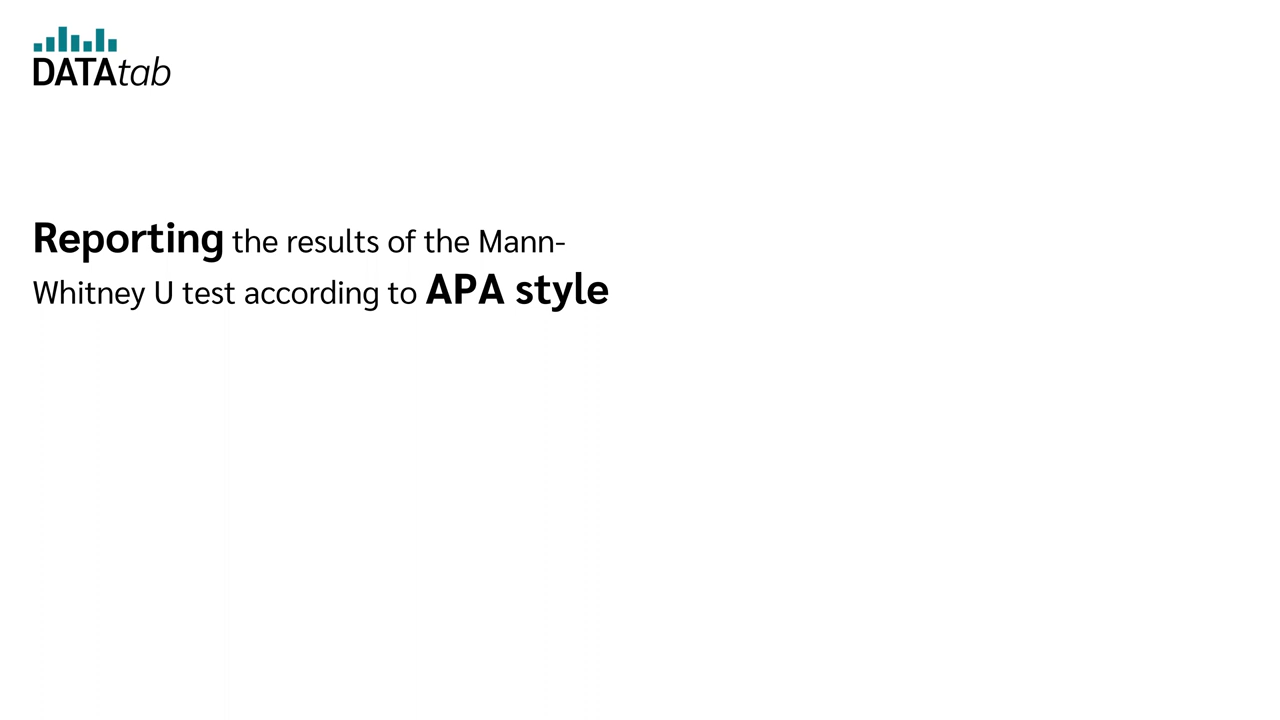 DATAtab
Reporting the results of the Mann-
Whitney U test according to APA style